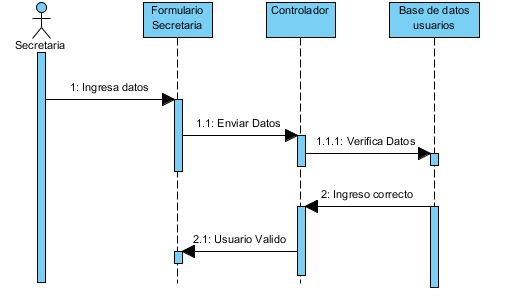 Formulario
Secretaria
Controlador
Base de datos
usuarios
Secretaria
1: Ingresa datos
1.1: Enviar Datos
1.1.1: Verifica Datos
2: Ingreso correcto
2.1: Usuario Valido